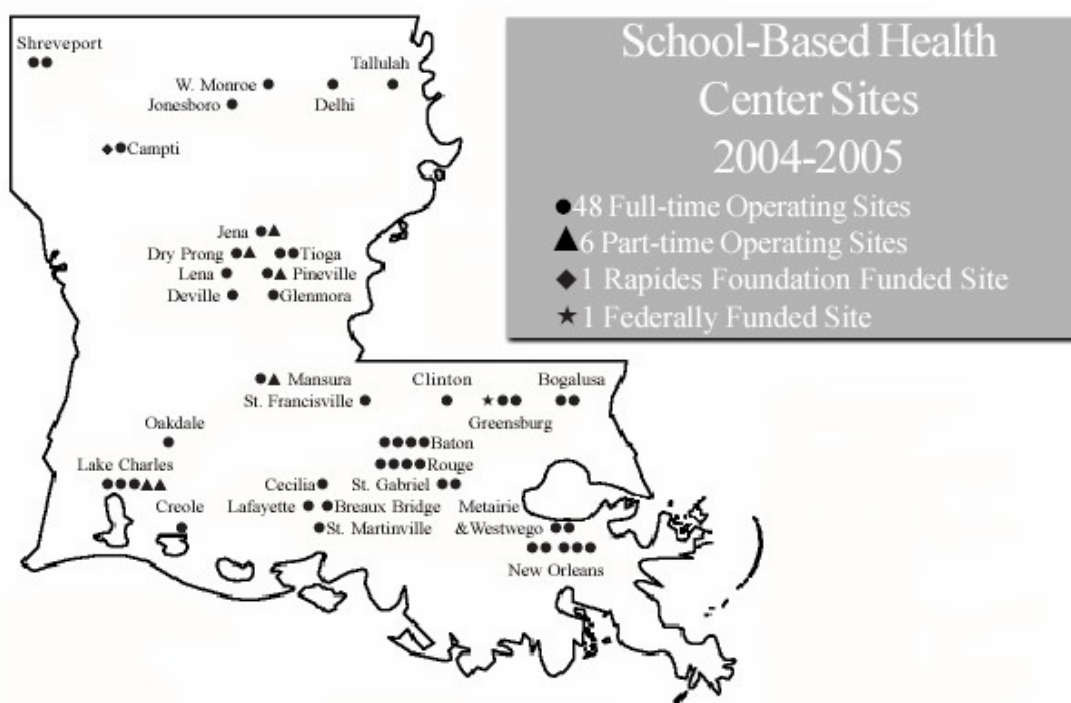 School-Based Health
Center Sites
2004-2005
48 Full-time Operating Sites
6 Part-time Operating Sites
1 Rapides Foundation Funded Site
1 Federally Funded Site
Shreveport
Tallulah
W. Monroe
Jonesboro
Delhi
Campti
Jena
Dry Prong
Tioga
Lena
Pineville
Deville
Glenmora
Mansura
Clinton
Bogalusa
St. Francisville
Greensburg
Oakdale
Baton
Rouge
Lake Charles
Cecilia
St. Gabriel
Creole
Lafayette
Breaux Bridge
Metairie
St. Martinville
&Westwego
New Orleans